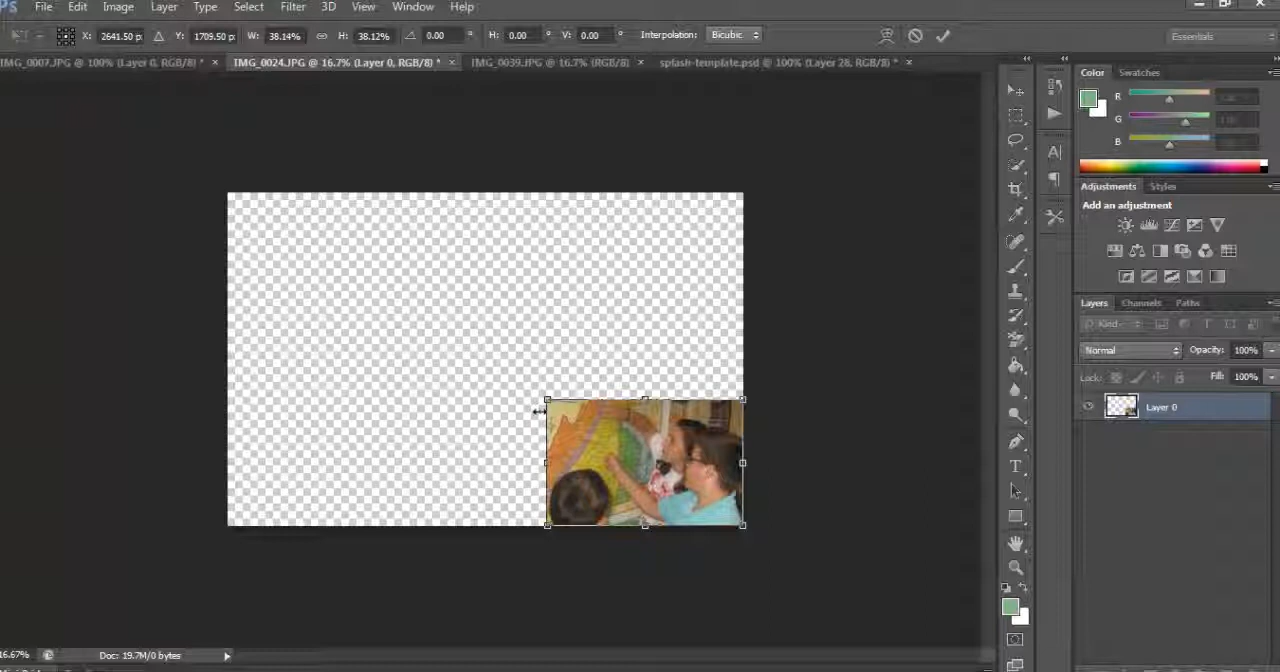 Ps File Edit Image Layer Type Select Filter 3D View Window Help
X: 2641.50 p Y: 1709.50 p W: 38.14% H: 38.12% 0.00 ° H: 0.00 ° V: 0.00 ° Interpolation: Bicubic Essentials
IMG_0007.JPG @ 100% (Layer 0, RGB/8) * × IMG_0024.JPG @ 16.7% (Layer 0, RGB/8) * × IMG_0039.JPG @ 16.7% (RGB/8) × splash-template.psd @ 100% (Layer 28, RGB/8) * ×
Color Swatches
R
G
B
Adjustments Styles
Add an adjustment
Layers Channels Paths
Kind
Normal Opacity: 100%
Lock: Fill: 100%
Layer 0
16.67% Doc: 19.7M/0 bytes